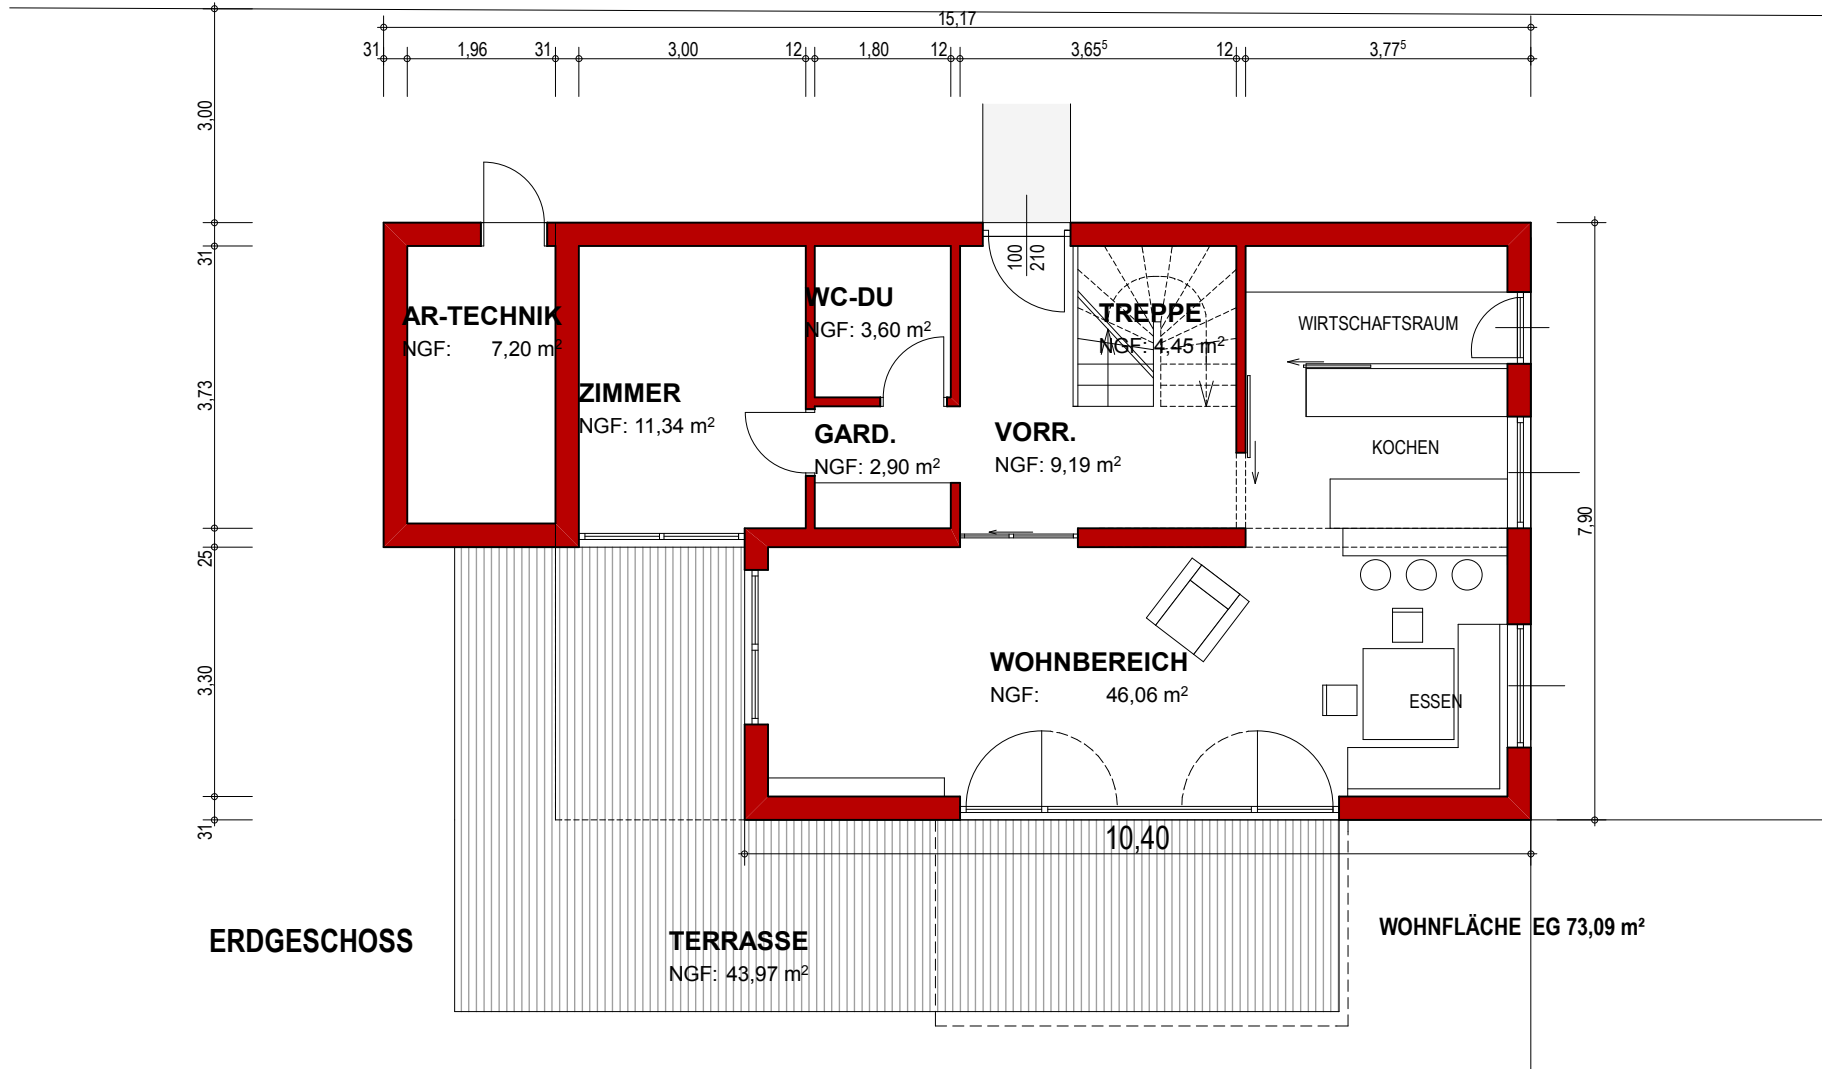 15,17
31 1,96 31 3,00 12 1,80 12 3,65⁵ 12 3,77⁵
3,00
31
3,73
25
3,30
31
7,90
100
210
AR-TECHNIK
NGF: 7,20 m²
ZIMMER
NGF: 11,34 m²
WC-DU
NGF: 3,60 m²
GARD.
NGF: 2,90 m²
VORR.
NGF: 9,19 m²
TREPPE
NGF: 4,45 m²
WIRTSCHAFTSRAUM
KOCHEN
WOHNBEREICH
NGF: 46,06 m²
ESSEN
10,40
ERDGESCHOSS
TERRASSE
NGF: 43,97 m²
WOHNFLÄCHE EG 73,09 m²